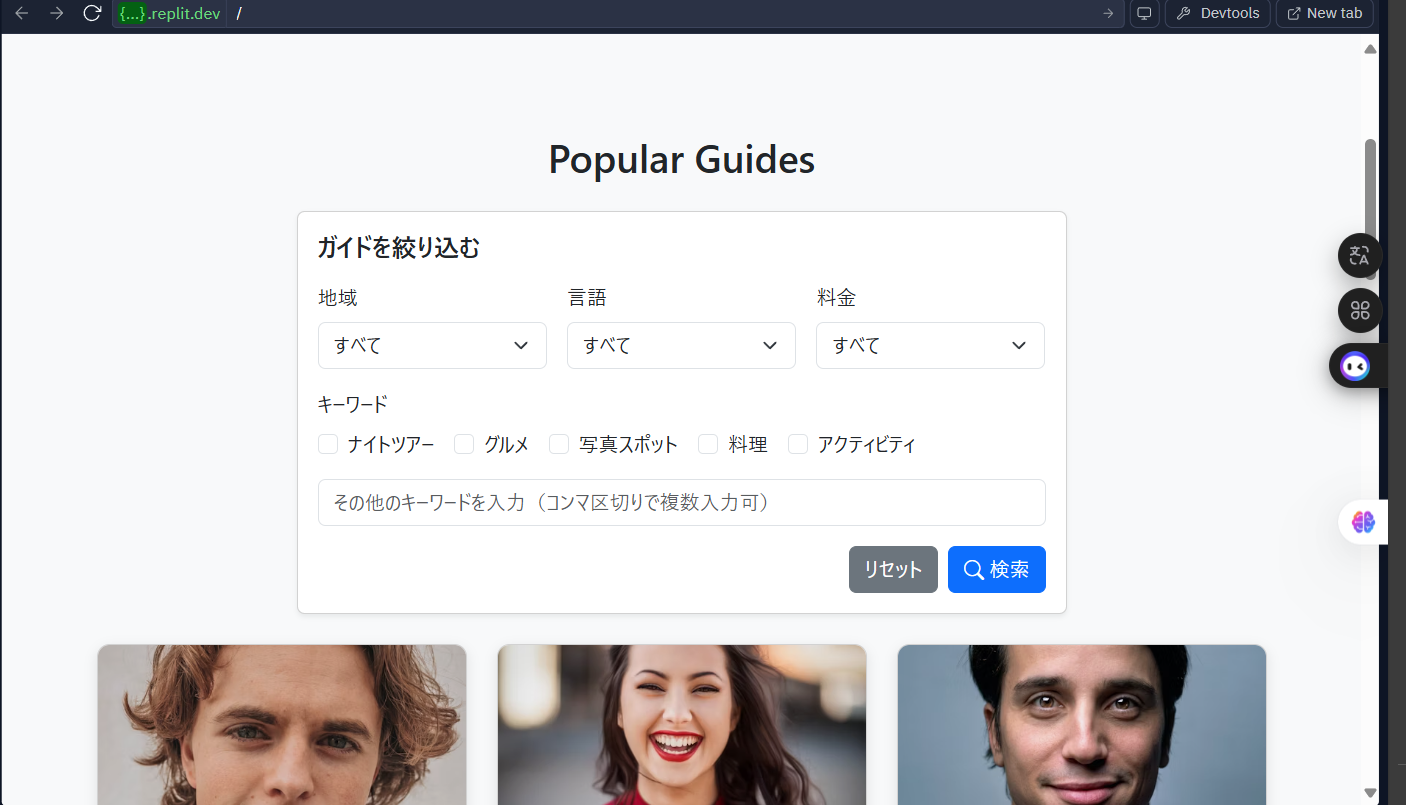 {...}.replit.dev /
Devtools
New tab
Popular Guides
ガイドを絞り込む
地域 言語 料金
すべて すべて すべて
キーワード
ナイトツアー グルメ 写真スポット 料理 アクティビティ
その他のキーワードを入力（コンマ区切りで複数入力可）
リセット 検索